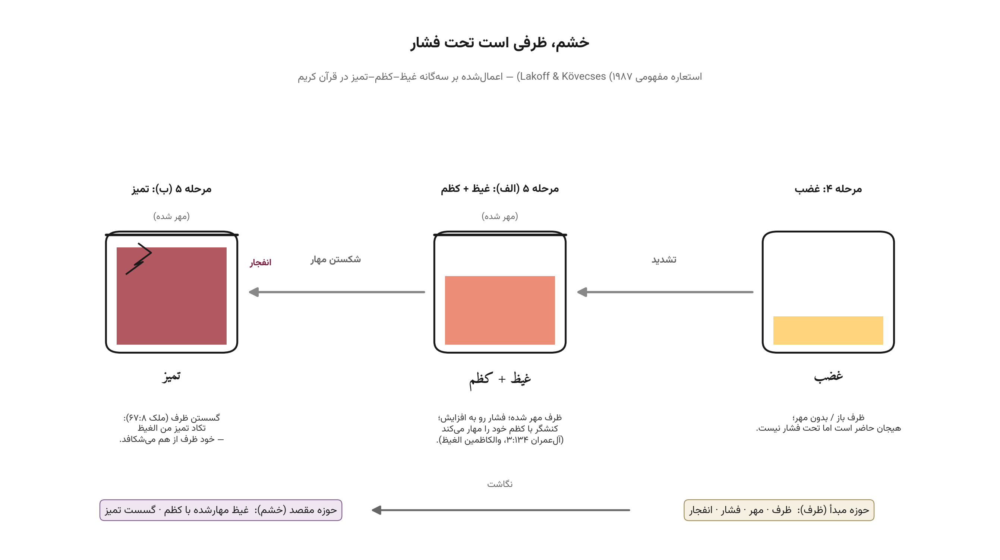 خشم، ظرفی است تحت فشار
استعاره مفهومی Lakoff & Kövecses (۱۹۸۷) – اعمال‌شده بر سه‌گانه غیظ–کظم–تمیز در قرآن کریم
مرحله ۴: غضب
مرحله ۵ (الف): غیظ + کظم
مرحله ۵ (ب): تمیز
(مهر شده)
(مهر شده)
تشدید
شکستن مهار
انفجار
غضب
غیظ + کظم
تمیز
ظرف باز / بدون مهر؛
هیجان حاضر است اما تحت فشار نیست.
ظرف مهر شده؛ فشار رو به افزایش؛
کنشگر با کظم خود را مهار می‌کند
(آل‌عمران ۳:۱۳۴، والکاظمین الغیظ).
گسستن ظرف (ملک ۶۷:۸):
تکاد تمیز من الغیظ
– خود ظرف از هم می‌شکافد.
نگاشت
حوزه مبدأ (ظرف): ظرف · مهر · فشار · انفجار
حوزه مقصد (خشم): غیظ مهارشده با کظم · گسست تمیز